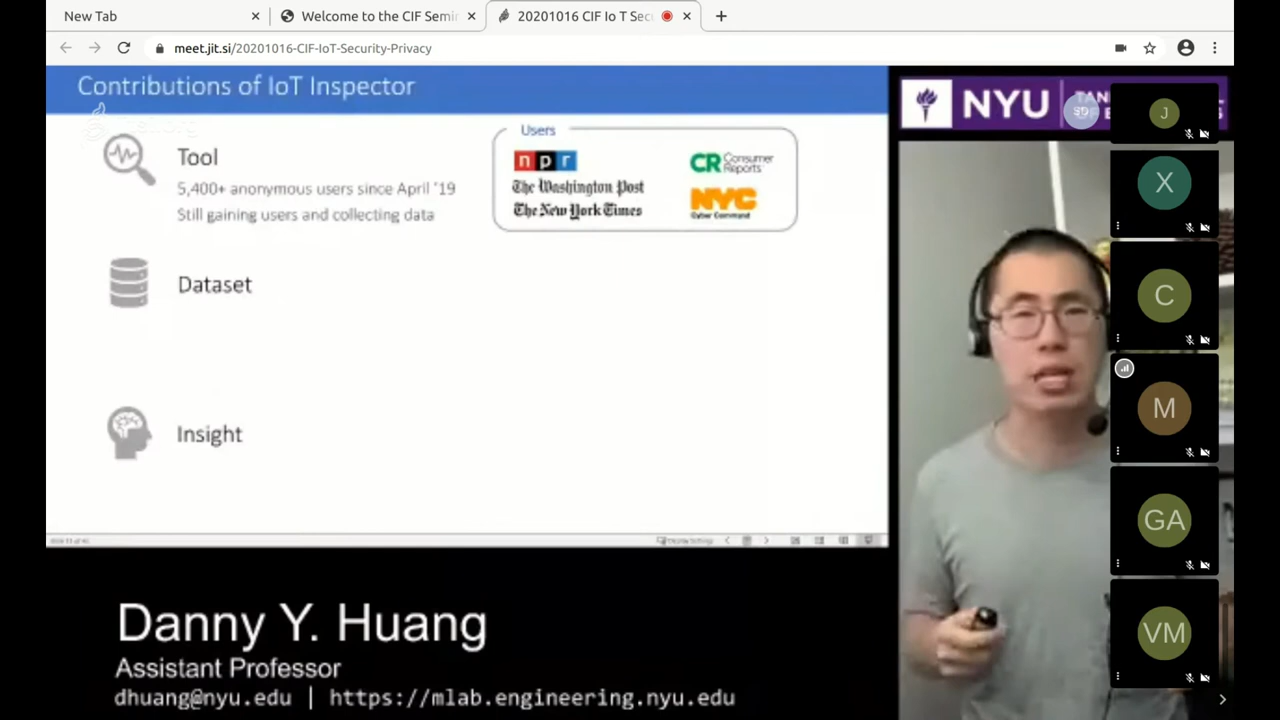 New Tab
Welcome to the CIF Semi
20201016 CIF Io T Sec
meet.jit.si/20201016-CIF-IoT-Security-Privacy
Contributions of IoT Inspector
Tool
5,400+ anonymous users since April '19
Still gaining users and collecting data
Users
npr
The Washington Post
The New York Times
CR Consumer Reports
NYC
Cyber Command
Dataset
Insight
NYU
SD
J
X
C
M
GA
VM
Danny Y. Huang
Assistant Professor
dhuang@nyu.edu | https://mlab.engineering.nyu.edu